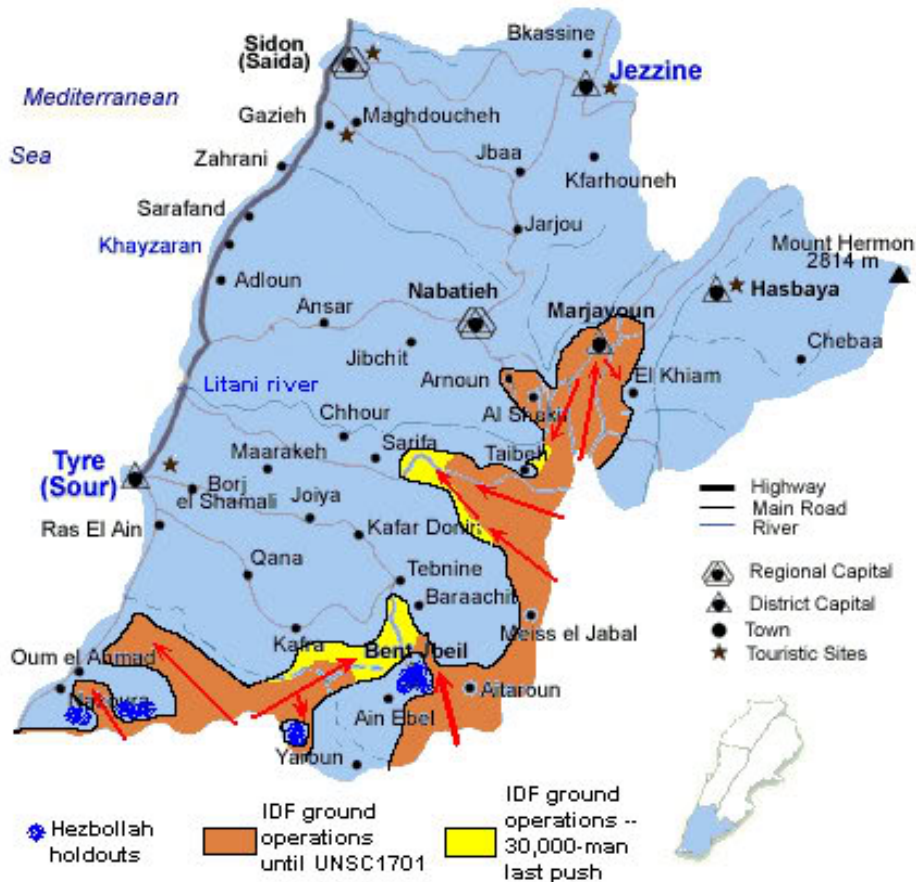 Sidon
(Saida)
Bkassine
Jezzine
Mediterranean
Sea
Gazieh
Maghdoucheh
Zahrani
Jbaa
Kfarhouneh
Sarafand
Jarjou
Khayzaran
Mount Hermon
2814 m
Adloun
Nabatieh
Hasbaya
Ansar
Marjayoun
Jibchit
Chebaa
Arnoun
El Khiam
Litani river
Al Shakif
Chhour
Sarifa
Taibeh
Maarakeh
Tyre
(Sour)
Borj
el Shamali
Joiya
Highway
Main Road
River
Ras El Ain
Kafar Donin
Qana
Tebnine
Regional Capital
Baraachit
District Capital
Meiss el Jabal
Town
Kafra
Touristic Sites
Bent Jbeil
Oum el Ahmad
Naqoura
Aitaroun
Ain Ebel
Yaroun
Hezbollah
holdouts
IDF ground
operations
until UNSC1701
IDF ground
operations --
30,000-man
last push